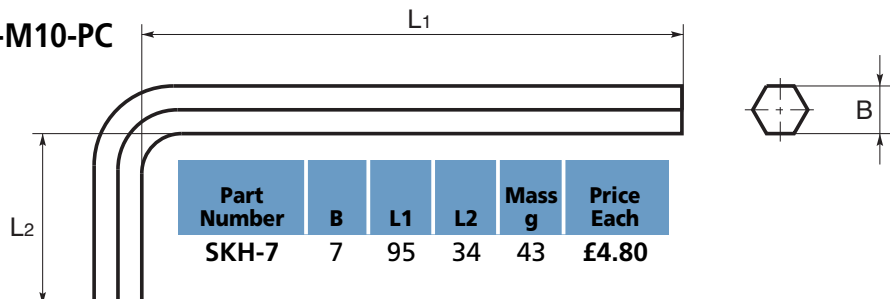 -M10-PC
L1
B
L2
Part Number B L1 L2 Mass g Price Each
SKH-7 7 95 34 43 £4.80